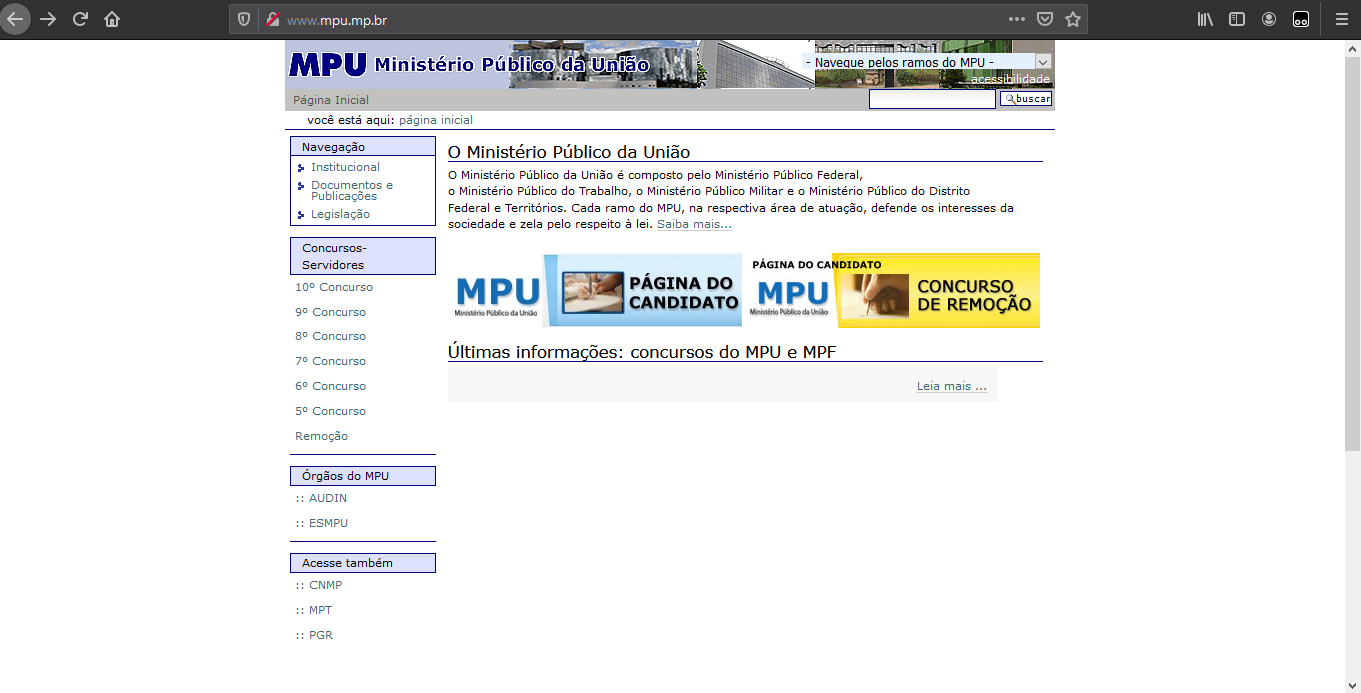 www.mpu.mp.br
MPU Ministério Público da União
- Navegue pelos ramos do MPU -
acessibilidade
Página Inicial
buscar
você está aqui: página inicial
Navegação
Institucional
Documentos e
Publicações
Legislação
Concursos-
Servidores
10º Concurso
9º Concurso
8º Concurso
7º Concurso
6º Concurso
5º Concurso
Remoção
Órgãos do MPU
:: AUDIN
:: ESMPU
Acesse também
:: CNMP
:: MPT
:: PGR
O Ministério Público da União
O Ministério Público da União é composto pelo Ministério Público Federal,
o Ministério Público do Trabalho, o Ministério Público Militar e o Ministério Público do Distrito
Federal e Territórios. Cada ramo do MPU, na respectiva área de atuação, defende os interesses da
sociedade e zela pelo respeito à lei. Saiba mais...
MPU
Ministério Público da União
PÁGINA DO
CANDIDATO
PÁGINA DO CANDIDATO
MPU
Ministério Público da União
CONCURSO
DE REMOÇÃO
Últimas informações: concursos do MPU e MPF
Leia mais ...